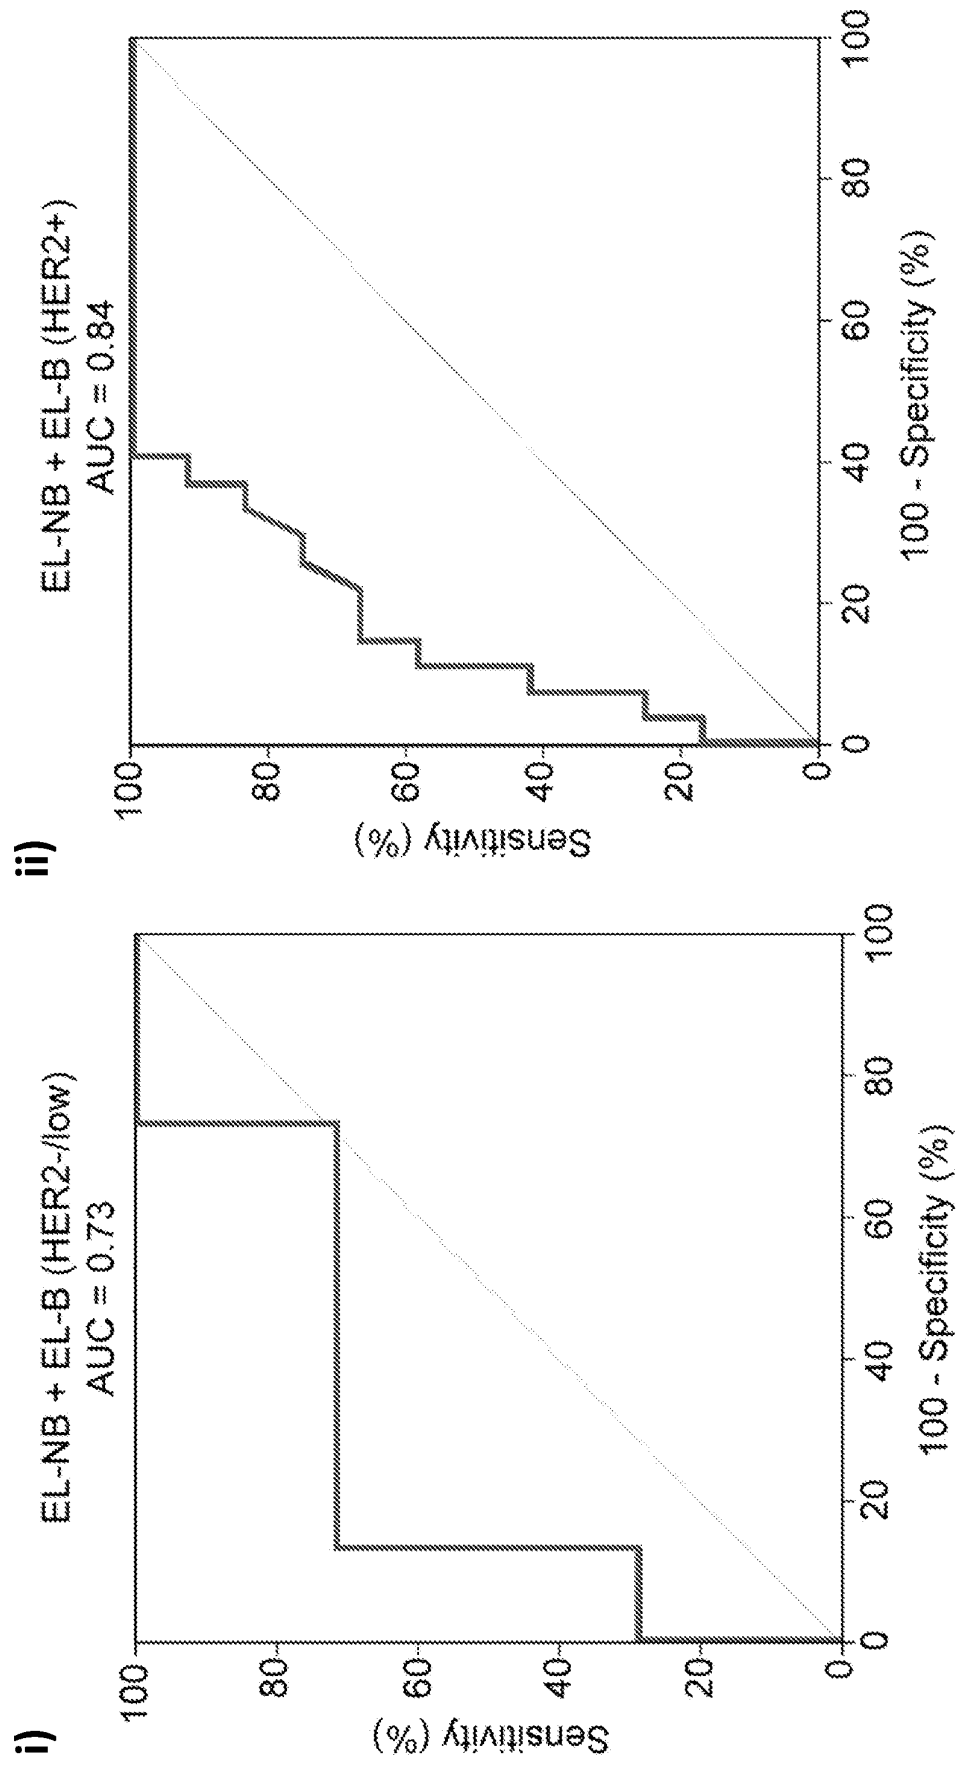 i)
EL-NB + EL-B (HER2-/low)
AUC = 0.73
100
80
60
40
20
0
Sensitivity (%)
0
20
40
60
80
100
100 - Specificity (%)
ii)
EL-NB + EL-B (HER2+)
AUC = 0.84
100
80
60
40
20
0
Sensitivity (%)
0
20
40
60
80
100
100 - Specificity (%)